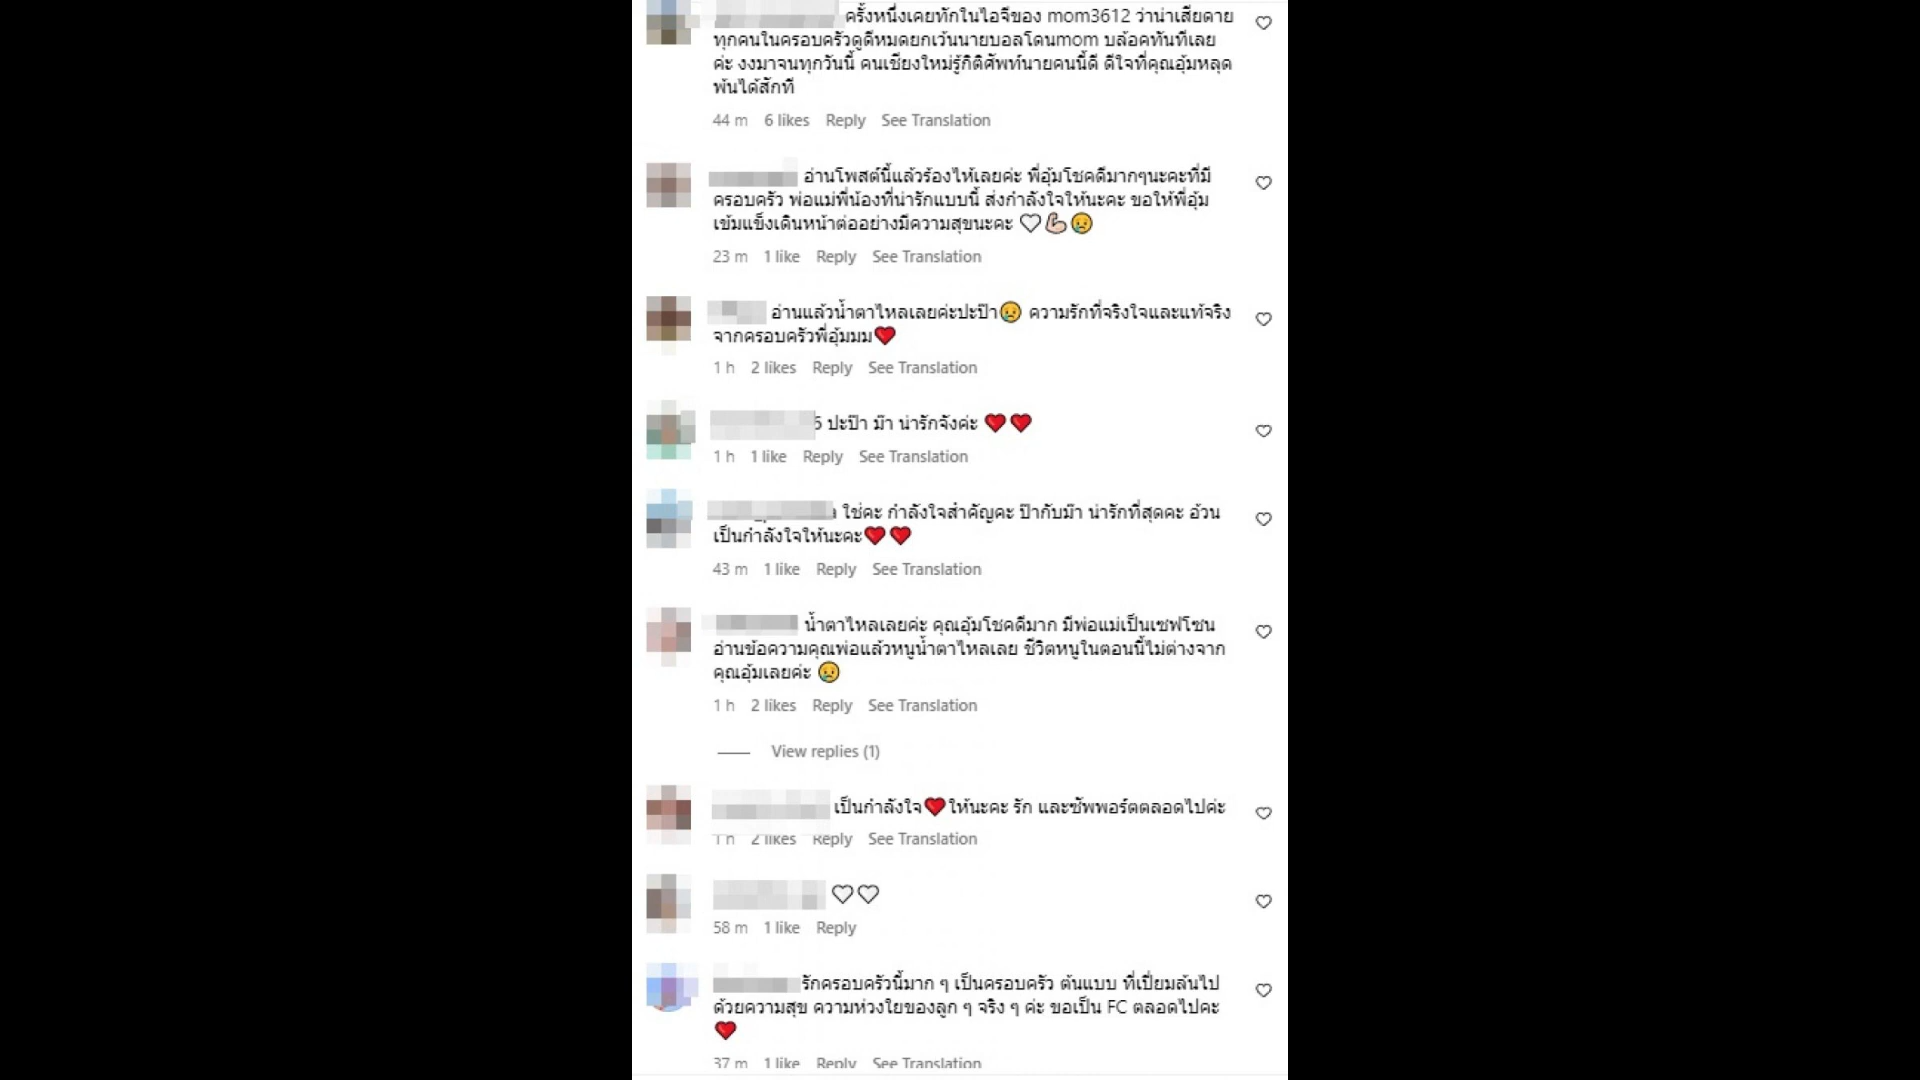 ครั้งหนึ่งเคยทักในไอจีของ mom3612 ว่าน่าเสียดาย
ทุกคนในครอบครัวดูดีหมดยกเว้นนายบอลโดนmom บล้อคทันทีเลย
ค่ะ งงมาจนทุกวันนี้ คนเชียงใหม่รู้กิติศัพท์นายคนนี้ดี ดีใจที่คุณอุ้มหลุด
พ้นได้สักที
44 m 6 likes Reply See Translation
อ่านโพสต์นี้แล้วร้องไห้เลยค่ะ พี่อุ้มโชคดีมากๆนะคะที่มี
ครอบครัว พ่อแม่พี่น้องที่น่ารักแบบนี้ ส่งกำลังใจให้นะคะ ขอให้พี่อุ้ม
เข้มแข็งเดินหน้าต่ออย่างมีความสุขนะคะ 🤍💪🏻😢
23 m 1 like Reply See Translation
อ่านแล้วน้ำตาไหลเลยค่ะปะป๊า😢 ความรักที่จริงใจและแท้จริง
จากครอบครัวพี่อุ้มมม❤️
1 h 2 likes Reply See Translation
6 ปะป๊า ม๊า น่ารักจังค่ะ ❤️❤️
1 h 1 like Reply See Translation
ใช่คะ กำลังใจสำคัญคะ ป๊ากับม๊า น่ารักที่สุดคะ อ้วน
เป็นกำลังใจให้นะคะ❤️❤️
43 m 1 like Reply See Translation
น้ำตาไหลเลยค่ะ คุณอุ้มโชคดีมาก มีพ่อแม่เป็นเซฟโซน
อ่านข้อความคุณพ่อแล้วหนูน้ำตาไหลเลย ชีวิตหนูในตอนนี้ไม่ต่างจาก
คุณอุ้มเลยค่ะ 😢
1 h 2 likes Reply See Translation
View replies (1)
เป็นกำลังใจ❤️ให้นะคะ รัก และซัพพอร์ตตลอดไปค่ะ
1 h 2 likes Reply See Translation
🤍🤍
58 m 1 like Reply
รักครอบครัวนี้มาก ๆ เป็นครอบครัว ต้นแบบ ที่เปี่ยมล้นไป
ด้วยความสุข ความห่วงใยของลูก ๆ จริง ๆ ค่ะ ขอเป็น FC ตลอดไปคะ
❤️
37 m 1 like Reply See Translation